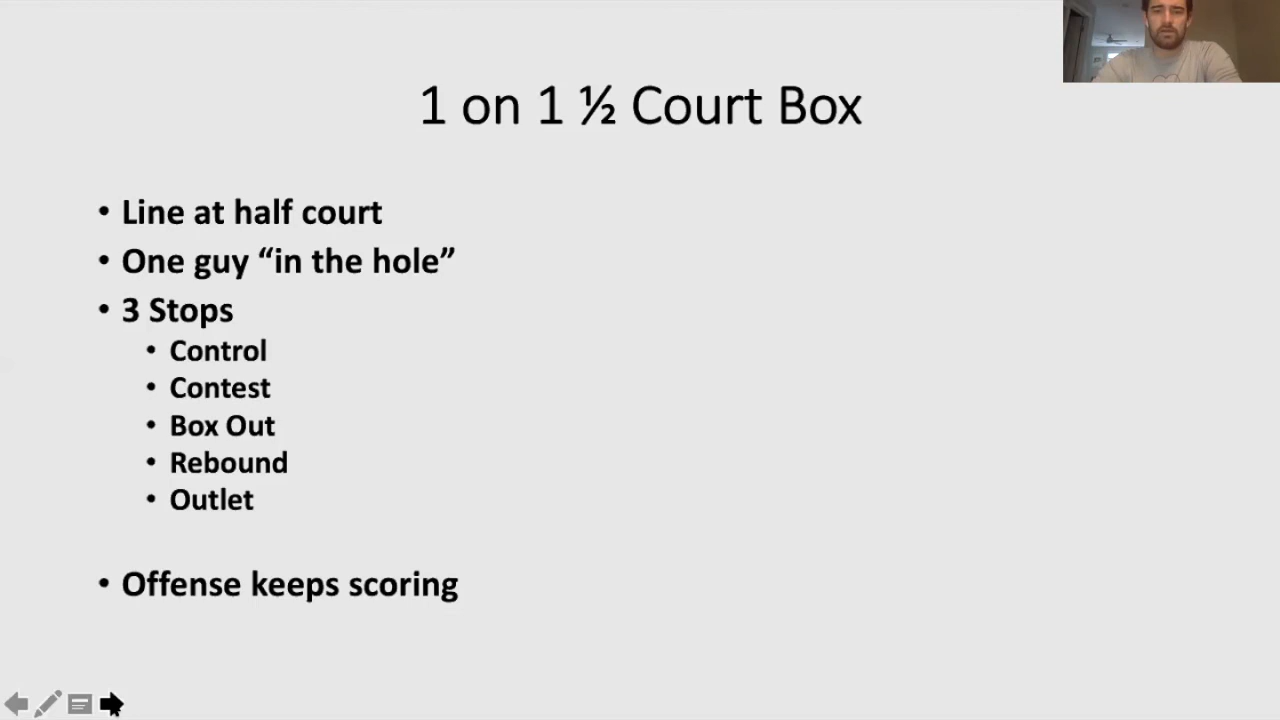 1 on 1 ½ Court Box
• Line at half court
• One guy “in the hole”
• 3 Stops
• Control
• Contest
• Box Out
• Rebound
• Outlet
• Offense keeps scoring